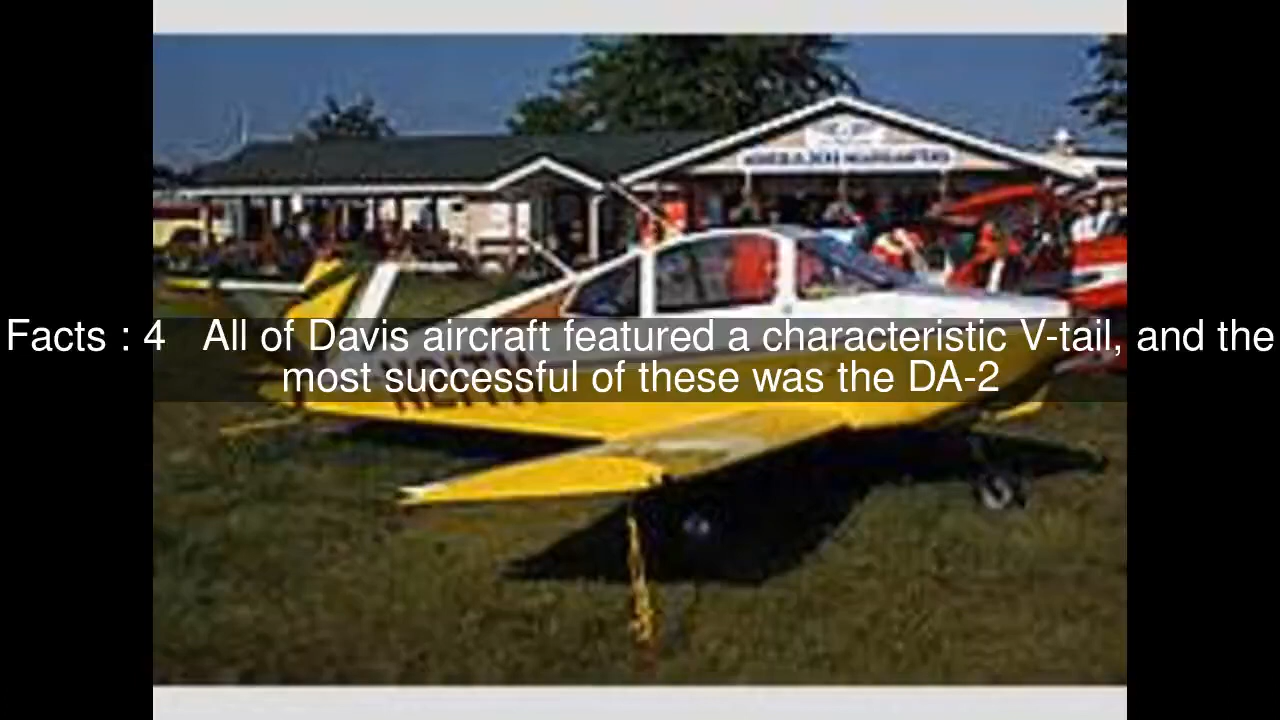 Facts : 4 All of Davis aircraft featured a characteristic V-tail, and the
most successful of these was the DA-2